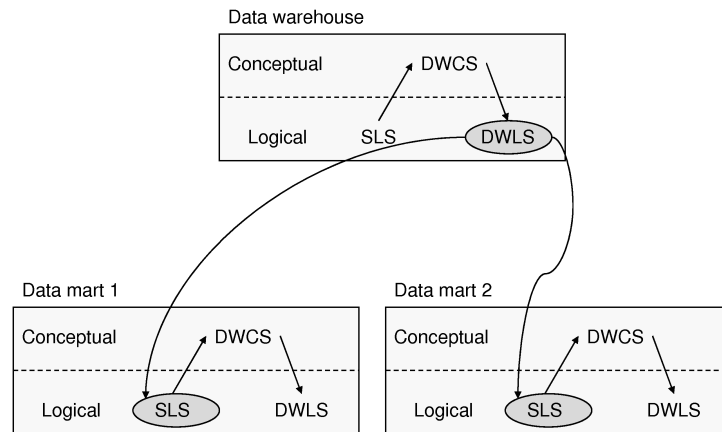 Data warehouse
Conceptual DWCS
Logical SLS DWLS
Data mart 1
Conceptual DWCS
Logical SLS DWLS
Data mart 2
Conceptual DWCS
Logical SLS DWLS